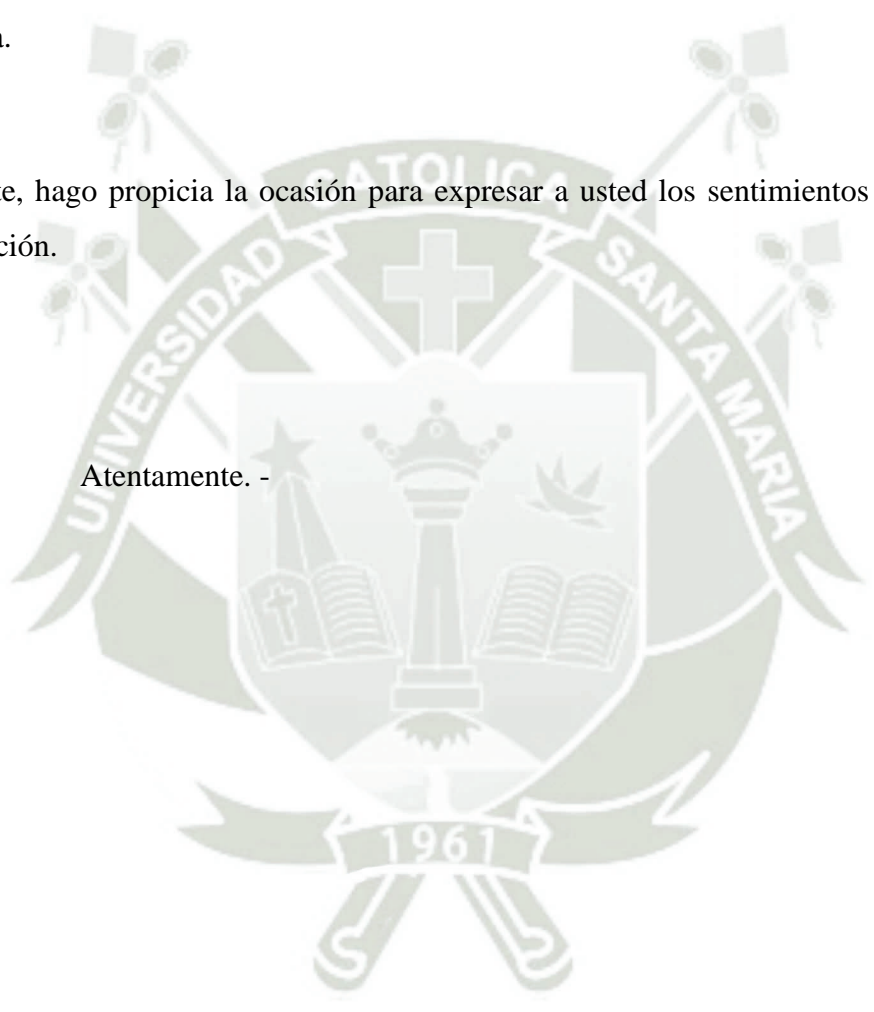 a.
te, hago propicia la ocasión para expresar a usted los sentimientos
ción.
Atentamente. -
UNIVERSIDAD CATOLICA SANTA MARIA
1961